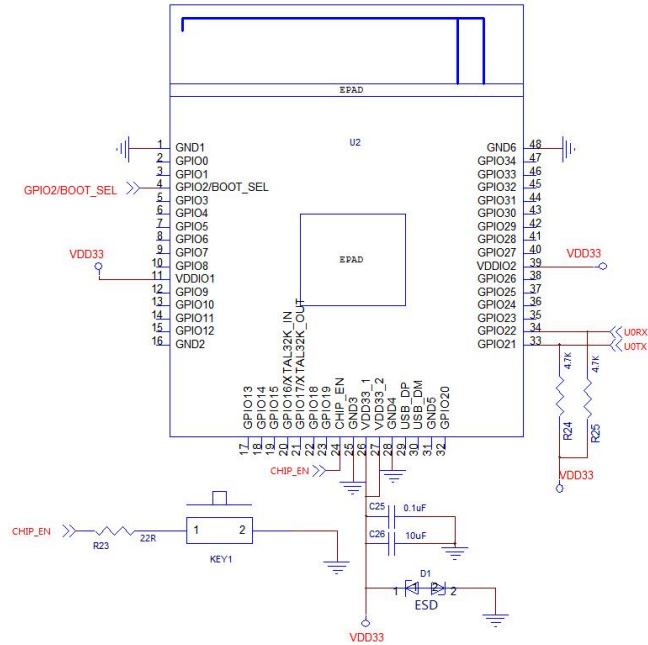 EPAD
U2
1 GND1
2 GPIO0
3 GPIO1
GPIO2/BOOT_SEL 4 GPIO2/BOOT_SEL
5 GPIO3
6 GPIO4
7 GPIO5
8 GPIO6
9 GPIO7
VDD33
10 GPIO8
11 VDDIO1
12 GPIO9
13 GPIO10
14 GPIO11
15 GPIO12
16 GND2
EPAD
GND6 48
GPIO34 47
GPIO33 46
GPIO32 45
GPIO31 44
GPIO30 43
GPIO29 42
GPIO28 41
GPIO27 40
VDD33
VDDIO2 39
GPIO26 38
GPIO25 37
GPIO24 36
GPIO23 35
GPIO22 34 U0RX
GPIO21 33 U0TX
GPIO13 17
GPIO14 18
GPIO15 19
GPIO16/XTAL32K_IN 20
GPIO17/XTAL32K_OUT 21
GPIO18 22
GPIO19 23
CHIP_EN 24
GND3 25
VDD33_1 26
VDD33_2 27
GND4 28
USB_DP 29
USB_DM 30
GND5 31
GPIO20 32
4.7K
4.7K
R24
R25
VDD33
CHIP_EN
C25 0.1uF
C26 10uF
CHIP_EN
R23 22R
1 2
KEY1
D1
1 1 2 2
ESD
VDD33